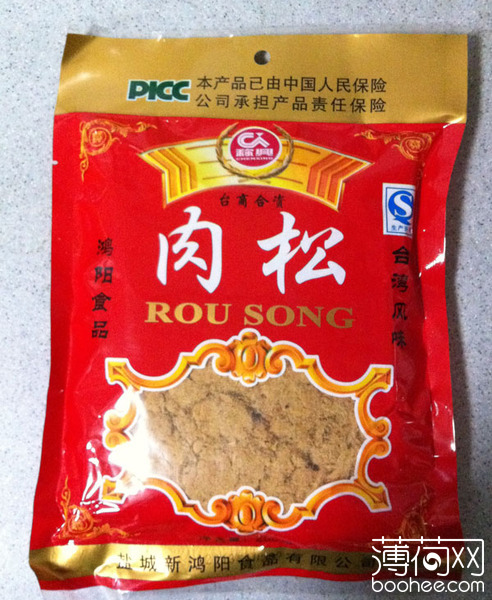 PICC
本产品已由中国人民保险
公司承担产品责任保险
CHENXING
台商合资
肉松
ROU SONG
鸿阳食品
台湾风味
盐城新鸿阳食品有限公司
薄荷网
boohee.com